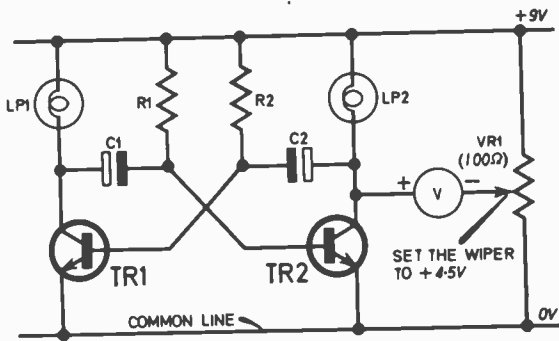 +9V
LP1
R1
R2
LP2
C1
C2
VR1
(100Ω)
+
V
−
TR1
TR2
SET THE WIPER
TO +4·5V
COMMON LINE
0V